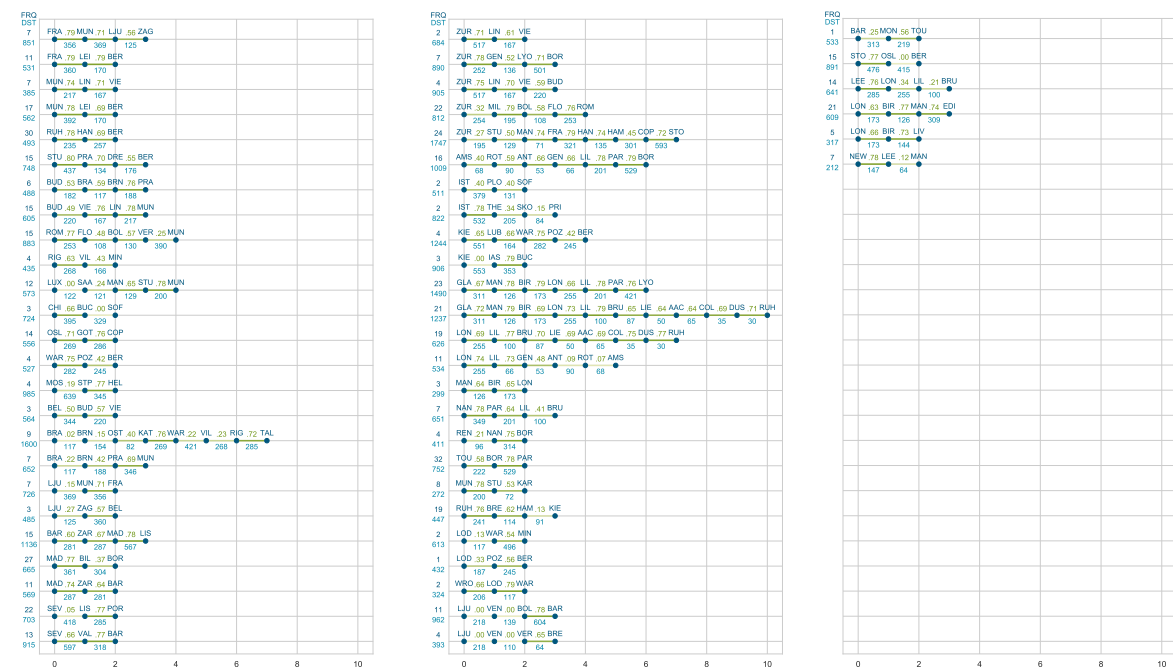 FRQ
DST
7 FRA .79 MUN .71 LJU .56 ZAG
851 356 369 125
11 FRA .79 LEI .79 BER
531 360 170
7 MUN .74 LIN .71 VIE
385 217 167
17 MUN .78 LEI .69 BER
562 392 170
30 RUH .78 HAN .69 BER
493 235 257
15 STU .80 PRA .70 DRE .55 BER
748 437 134 176
6 BUD .53 BRA .59 BRN .76 PRA
488 182 117 188
15 BUD .49 VIE .76 LIN .78 MUN
605 220 167 217
15 ROM .77 FLO .48 BOL .57 VER .25 MUN
883 253 108 130 390
4 RIG .63 VIL .43 MIN
435 268 166
12 LUX .00 SAA .24 MAN .65 STU .78 MUN
573 122 121 129 200
3 CHI .66 BUC .00 SOF
724 395 329
14 OSL .71 GOT .76 COP
556 269 286
4 WAR .75 POZ .42 BER
527 282 245
4 MOS .19 STP .77 HEL
985 639 345
3 BEL .50 BUD .57 VIE
564 344 220
9 BRA .02 BRN .15 OST .40 KAT .76 WAR .22 VIL .23 RIG .72 TAL
1600 117 154 82 269 421 268 285
7 BRA .22 BRN .42 PRA .69 MUN
652 117 188 346
7 LJU .15 MUN .71 FRA
726 369 356
3 LJU .27 ZAG .57 BEL
485 125 360
15 BAR .60 ZAR .67 MAD .78 LIS
1136 281 287 567
27 MAD .77 BIL .37 BOR
665 361 304
11 MAD .74 ZAR .64 BAR
569 287 281
22 SEV .05 LIS .77 POR
703 418 285
13 SEV .66 VAL .77 BAR
915 597 318
0 2 4 6 8 10
FRQ
DST
2 ZUR .71 LIN .61 VIE
684 517 167
7 ZUR .78 GEN .52 LYO .71 BOR
890 252 136 501
4 ZUR .75 LIN .70 VIE .59 BUD
905 517 167 220
22 ZUR .32 MIL .79 BOL .58 FLO .76 ROM
812 254 195 108 253
24 ZUR .27 STU .50 MAN .74 FRA .79 HAN .74 HAM .45 COP .72 STO
1747 195 129 71 321 135 301 593
16 AMS .40 ROT .59 ANT .66 GEN .66 LIL .78 PAR .79 BOR
1009 68 90 53 66 201 529
2 IST .40 PLO .40 SOF
511 379 131
2 IST .78 THE .34 SKO .15 PRI
822 532 205 84
4 KIE .65 LUB .66 WAR .75 POZ .42 BER
1244 551 164 282 245
3 KIE .00 IAS .79 BUC
906 553 353
23 GLA .67 MAN .78 BIR .79 LON .66 LIL .78 PAR .76 LYO
1490 311 126 173 255 201 421
21 GLA .72 MAN .79 BIR .69 LON .73 LIL .79 BRU .65 LIE .64 AAC .64 COL .69 DUS .71 RUH
1237 311 126 173 255 100 87 50 65 35 30
19 LON .69 LIL .77 BRU .70 LIE .69 AAC .69 COL .75 DUS .77 RUH
626 255 100 87 50 65 35 30
11 LON .74 LIL .73 GEN .48 ANT .09 ROT .07 AMS
534 255 66 53 90 68
3 MAN .64 BIR .65 LON
299 126 173
7 NAN .78 PAR .64 LIL .41 BRU
651 349 201 100
4 REN .21 NAN .75 BOR
411 96 314
32 TOU .58 BOR .78 PAR
752 222 529
8 MUN .78 STU .53 KAR
272 200 72
19 RUH .76 BRE .62 HAM .13 KIE
447 241 114 91
2 LOD .13 WAR .54 MIN
613 117 496
1 LOD .33 POZ .56 BER
432 187 245
2 WRO .66 LOD .79 WAR
324 206 117
11 LJU .00 VEN .00 BOL .78 BAR
962 218 139 604
4 LJU .00 VEN .00 VER .65 BRE
393 218 110 64
0 2 4 6 8 10
FRQ
DST
1 BAR .25 MON .56 TOU
533 313 219
15 STO .77 OSL .00 BER
891 476 415
14 LEE .76 LON .34 LIL .21 BRU
641 285 255 100
21 LON .63 BIR .77 MAN .74 EDI
609 173 126 309
5 LON .66 BIR .73 LIV
317 173 144
7 NEW .78 LEE .12 MAN
212 147 64
0 2 4 6 8 10